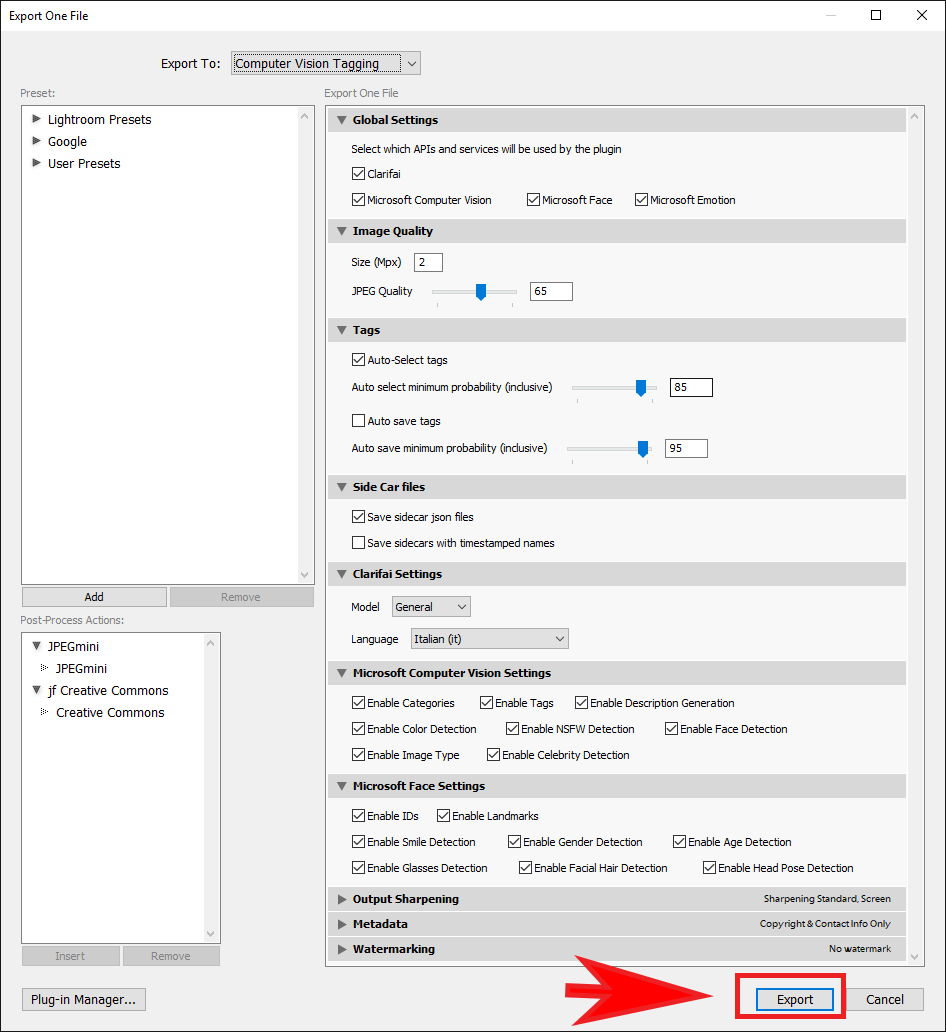 Export One File
Export To: Computer Vision Tagging
Preset:
Lightroom Presets
Google
User Presets
Add Remove
Post-Process Actions:
JPEGmini
JPEGmini
jf Creative Commons
Creative Commons
Insert Remove
Plug-in Manager...
Export One File
Global Settings
Select which APIs and services will be used by the plugin
Clarifai
Microsoft Computer Vision Microsoft Face Microsoft Emotion
Image Quality
Size (Mpx) 2
JPEG Quality 65
Tags
Auto-Select tags
Auto select minimum probability (inclusive) 85
Auto save tags
Auto save minimum probability (inclusive) 95
Side Car files
Save sidecar json files
Save sidecars with timestamped names
Clarifai Settings
Model General
Language Italian (it)
Microsoft Computer Vision Settings
Enable Categories Enable Tags Enable Description Generation
Enable Color Detection Enable NSFW Detection Enable Face Detection
Enable Image Type Enable Celebrity Detection
Microsoft Face Settings
Enable IDs Enable Landmarks
Enable Smile Detection Enable Gender Detection Enable Age Detection
Enable Glasses Detection Enable Facial Hair Detection Enable Head Pose Detection
Output Sharpening Sharpening Standard, Screen
Metadata Copyright & Contact Info Only
Watermarking No watermark
Export Cancel